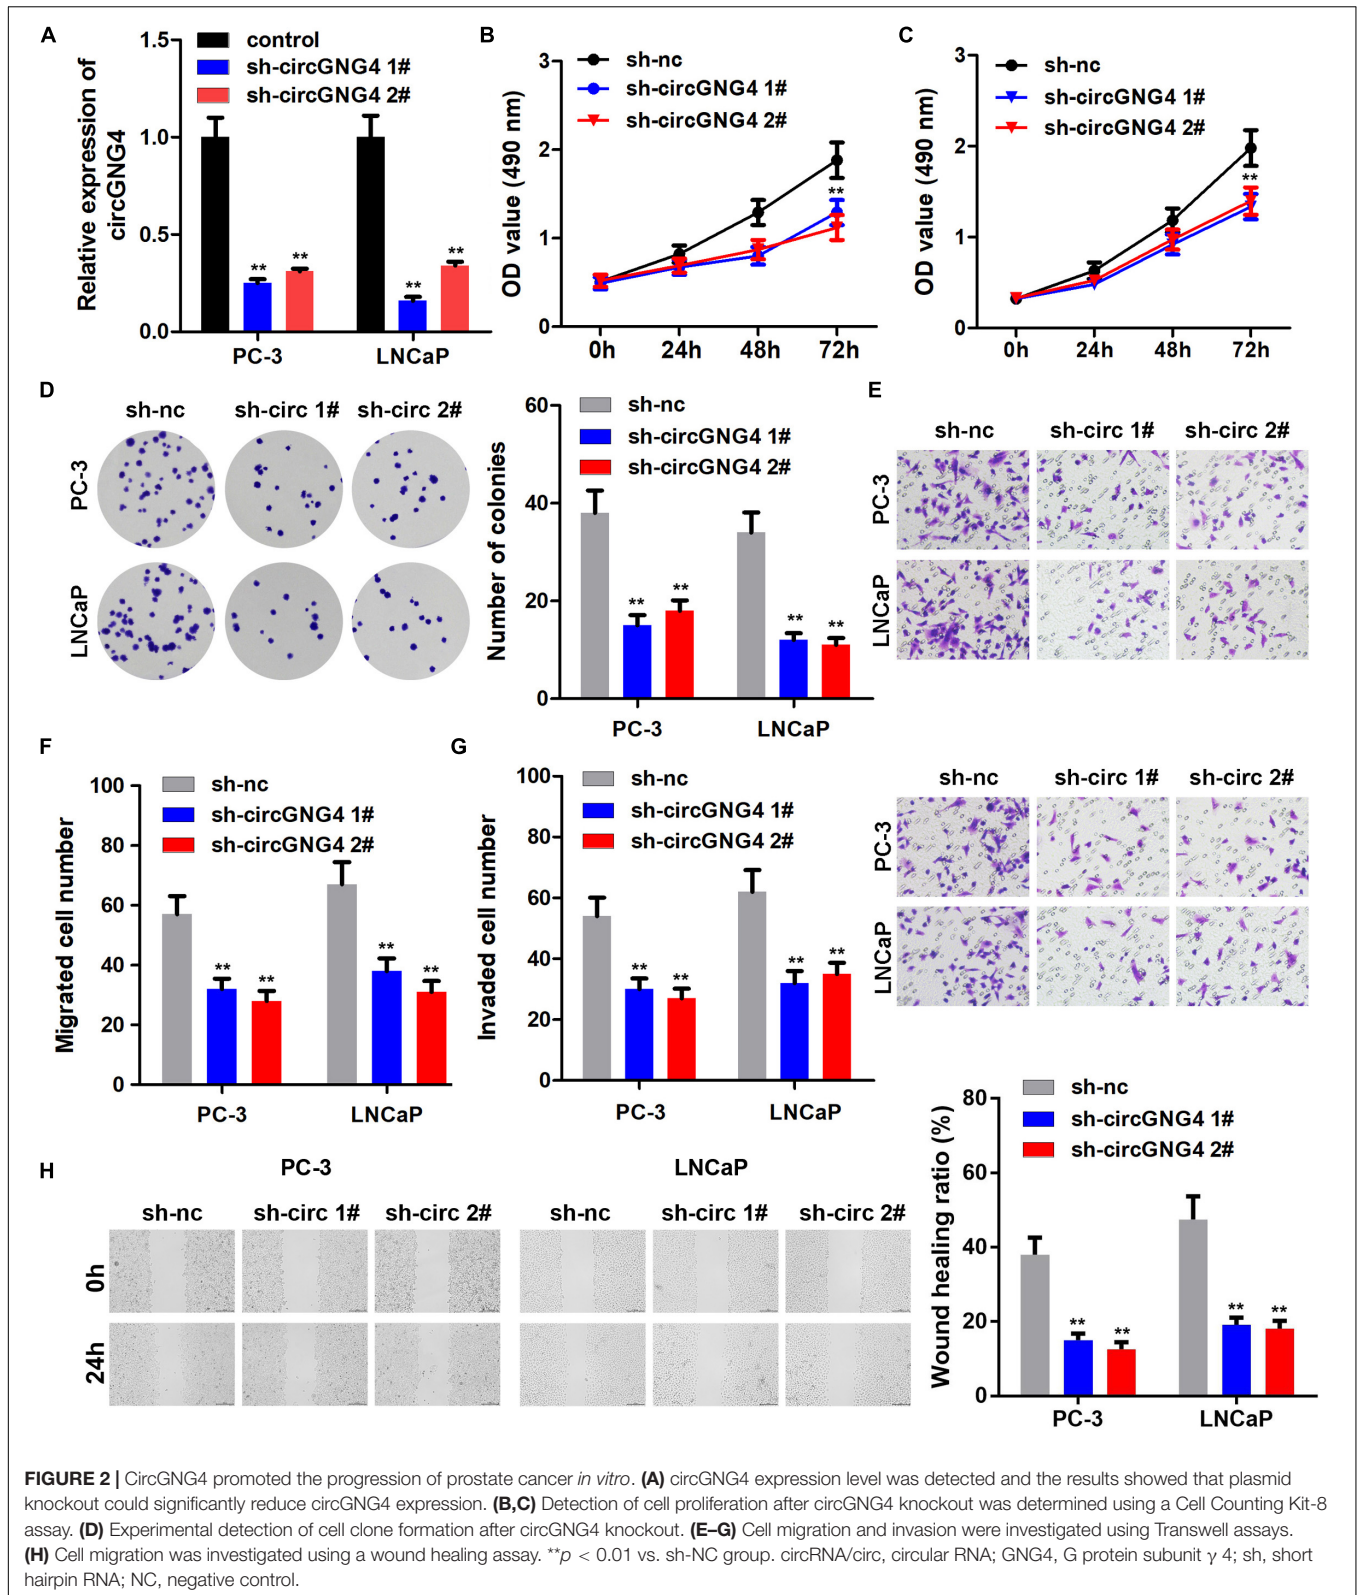 A
Relative expression of
circGNG4
1.5
1.0
0.5
0.0
control
sh-circGNG4 1#
sh-circGNG4 2#
**
**
**
**
PC-3
LNCaP
B
OD value (490 nm)
3
2
1
0
sh-nc
sh-circGNG4 1#
sh-circGNG4 2#
**
0h
24h
48h
72h
C
OD value (490 nm)
3
2
1
0
sh-nc
sh-circGNG4 1#
sh-circGNG4 2#
**
0h
24h
48h
72h
D
sh-nc
sh-circ 1#
sh-circ 2#
PC-3
LNCaP
Number of colonies
60
40
20
0
sh-nc
sh-circGNG4 1#
sh-circGNG4 2#
**
**
**
**
PC-3
LNCaP
E
sh-nc
sh-circ 1#
sh-circ 2#
PC-3
LNCaP
F
Migrated cell number
100
80
60
40
20
0
sh-nc
sh-circGNG4 1#
sh-circGNG4 2#
**
**
**
**
PC-3
LNCaP
G
Invaded cell number
100
80
60
40
20
0
sh-nc
sh-circGNG4 1#
sh-circGNG4 2#
**
**
**
**
PC-3
LNCaP
sh-nc
sh-circ 1#
sh-circ 2#
PC-3
LNCaP
H
PC-3
LNCaP
sh-nc
sh-circ 1#
sh-circ 2#
sh-nc
sh-circ 1#
sh-circ 2#
0h
24h
Wound healing ratio (%)
80
60
40
20
0
sh-nc
sh-circGNG4 1#
sh-circGNG4 2#
**
**
**
**
PC-3
LNCaP
FIGURE 2 | CircGNG4 promoted the progression of prostate cancer in vitro. (A) circGNG4 expression level was detected and the results showed that plasmid
knockout could significantly reduce circGNG4 expression. (B,C) Detection of cell proliferation after circGNG4 knockout was determined using a Cell Counting Kit-8
assay. (D) Experimental detection of cell clone formation after circGNG4 knockout. (E–G) Cell migration and invasion were investigated using Transwell assays.
(H) Cell migration was investigated using a wound healing assay. **p < 0.01 vs. sh-NC group. circRNA/circ, circular RNA; GNG4, G protein subunit γ 4; sh, short
hairpin RNA; NC, negative control.